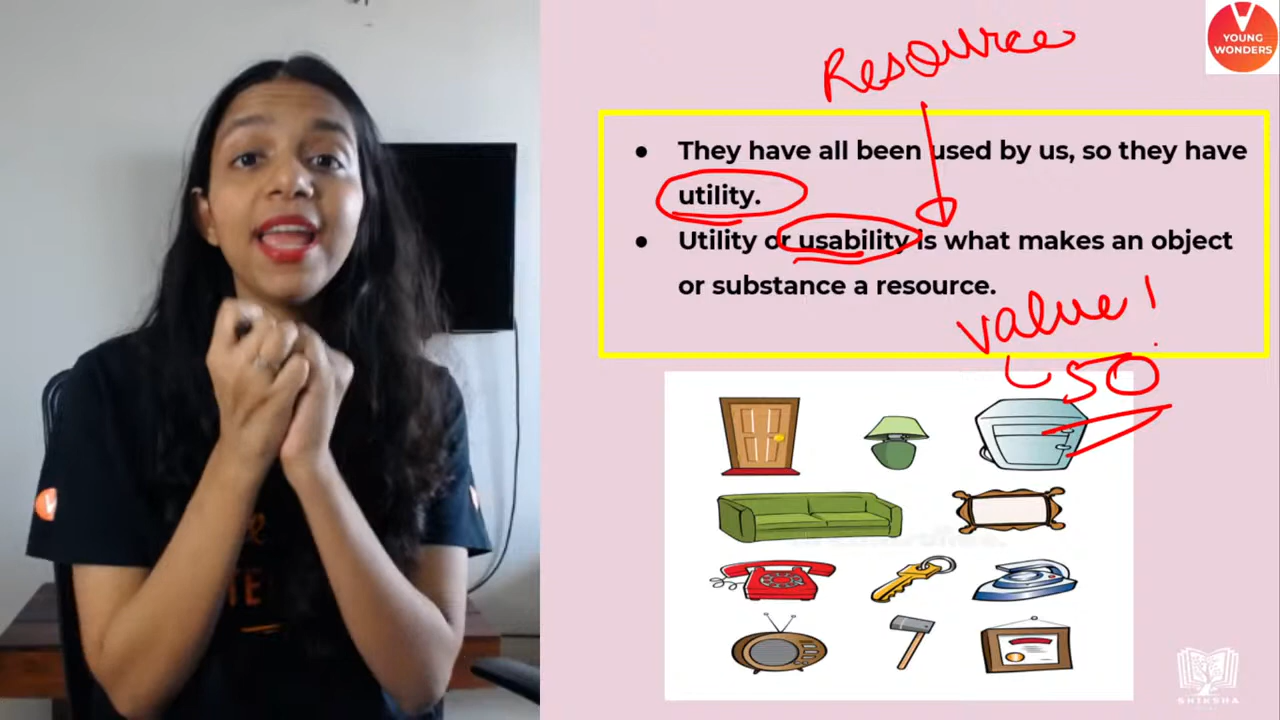 YOUNG
WONDERS
Resource
● They have all been used by us, so they have
utility.
● Utility or usability is what makes an object
or substance a resource.
Value!
50
SHIKSHA